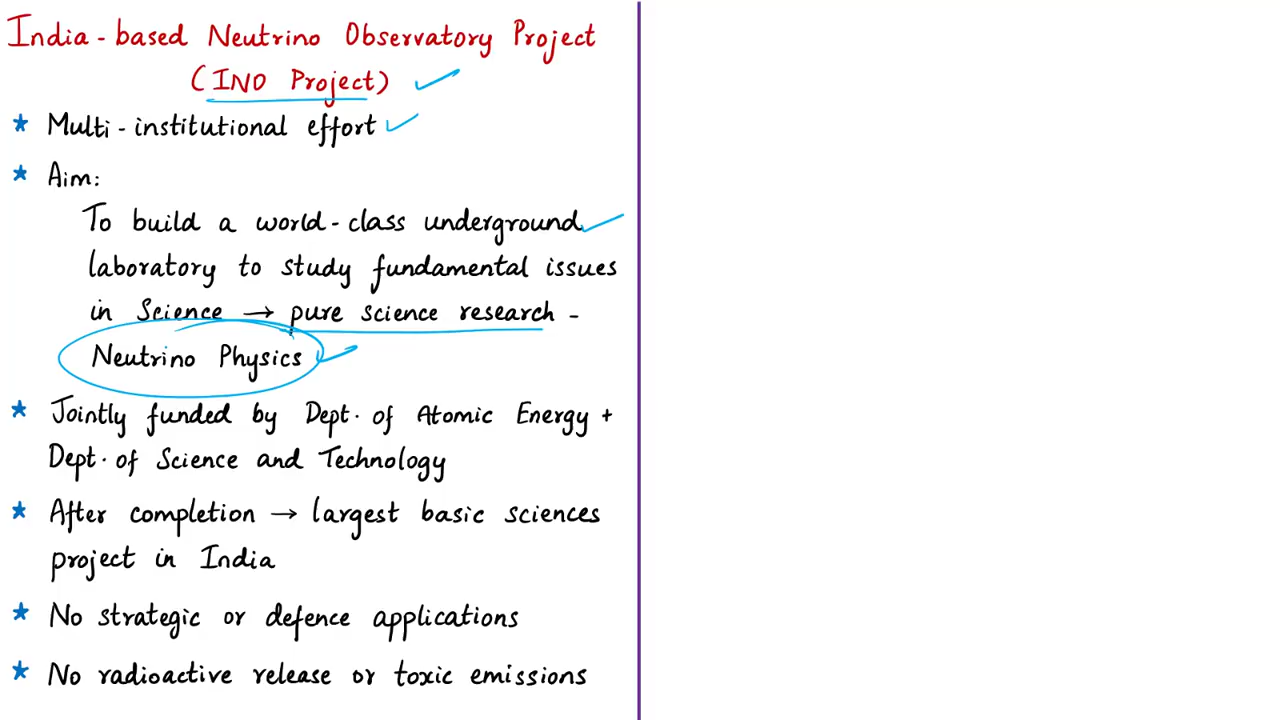 India-based Neutrino Observatory Project
(INO Project)
* Multi-institutional effort
* Aim:
To build a world-class underground
laboratory to study fundamental issues
in Science → pure science research -
Neutrino Physics
* Jointly funded by Dept. of Atomic Energy +
Dept. of Science and Technology
* After completion → largest basic sciences
project in India
* No strategic or defence applications
* No radioactive release or toxic emissions